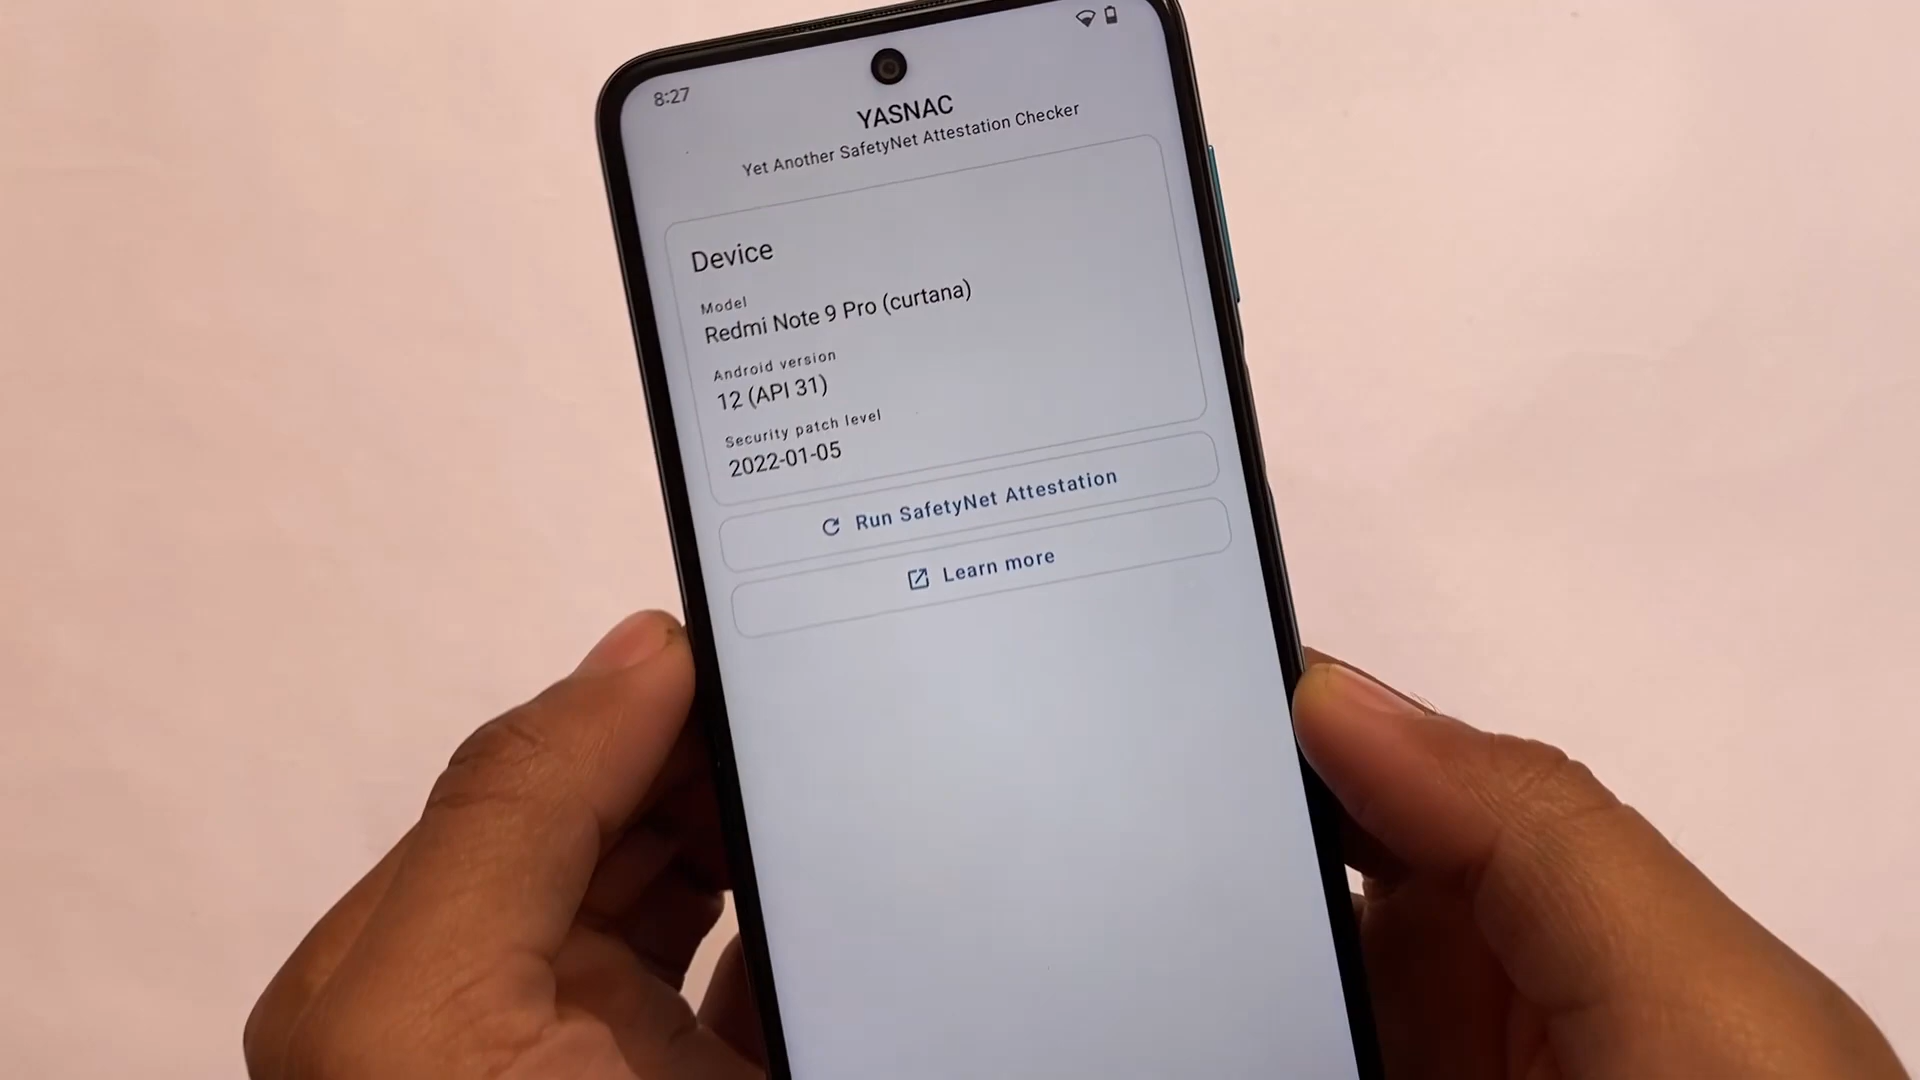 8:27
YASNAC
Yet Another SafetyNet Attestation Checker
Device
Model
Redmi Note 9 Pro (curtana)
Android version
12 (API 31)
Security patch level
2022-01-05
Run SafetyNet Attestation
Learn more